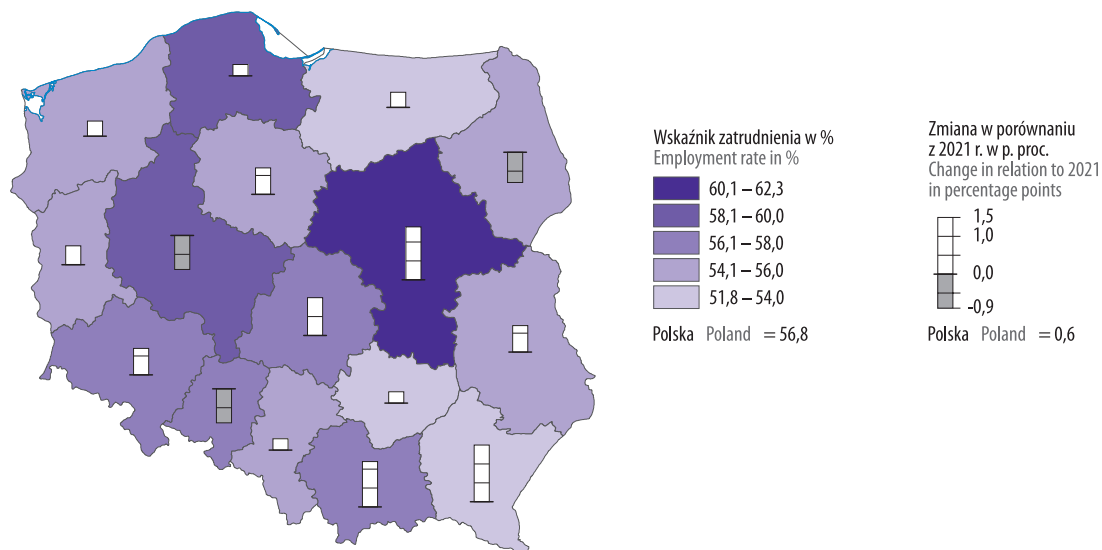 Wskaźnik zatrudnienia w %
Employment rate in %
60,1 – 62,3
58,1 – 60,0
56,1 – 58,0
54,1 – 56,0
51,8 – 54,0
Polska Poland = 56,8
Zmiana w porównaniu
z 2021 r. w p. proc.
Change in relation to 2021
in percentage points
1,5
1,0
0,0
-0,9
Polska Poland = 0,6